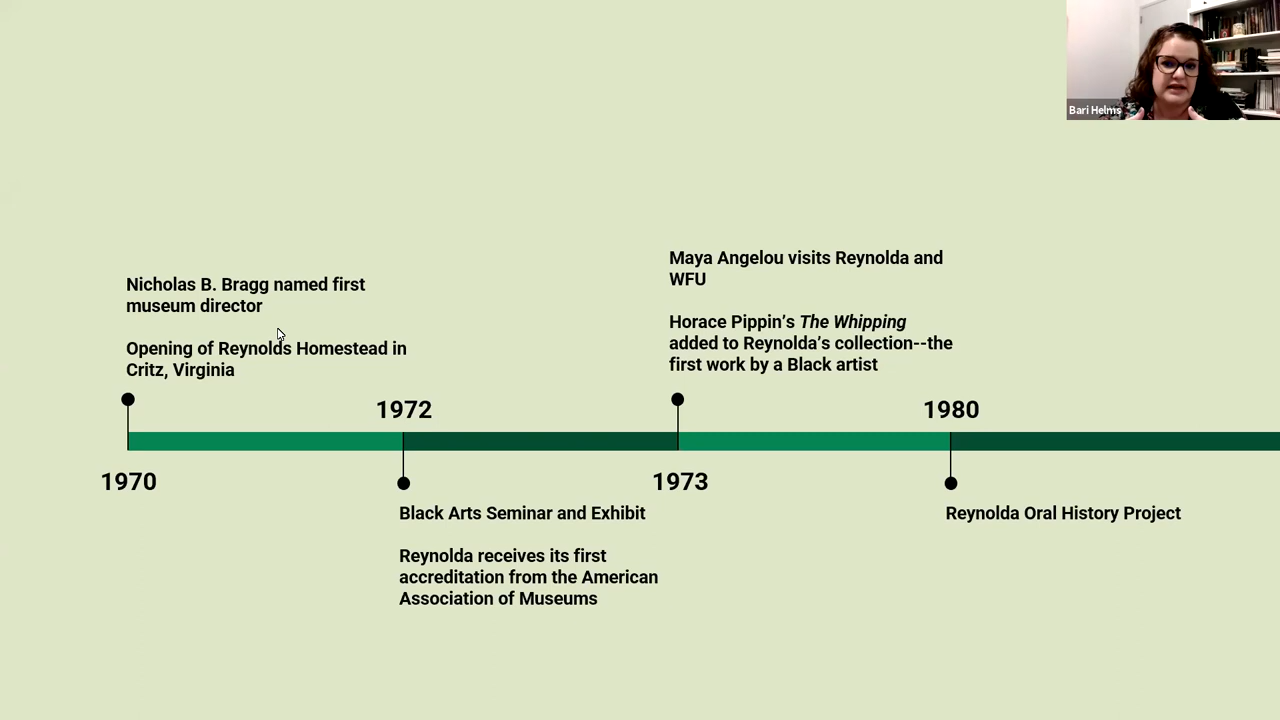 Bari Helms
Nicholas B. Bragg named first
museum director
Opening of Reynolds Homestead in
Critz, Virginia
Maya Angelou visits Reynolda and
WFU
Horace Pippin's The Whipping
added to Reynolda's collection--the
first work by a Black artist
1972
1980
1970
1973
Black Arts Seminar and Exhibit
Reynolda receives its first
accreditation from the American
Association of Museums
Reynolda Oral History Project